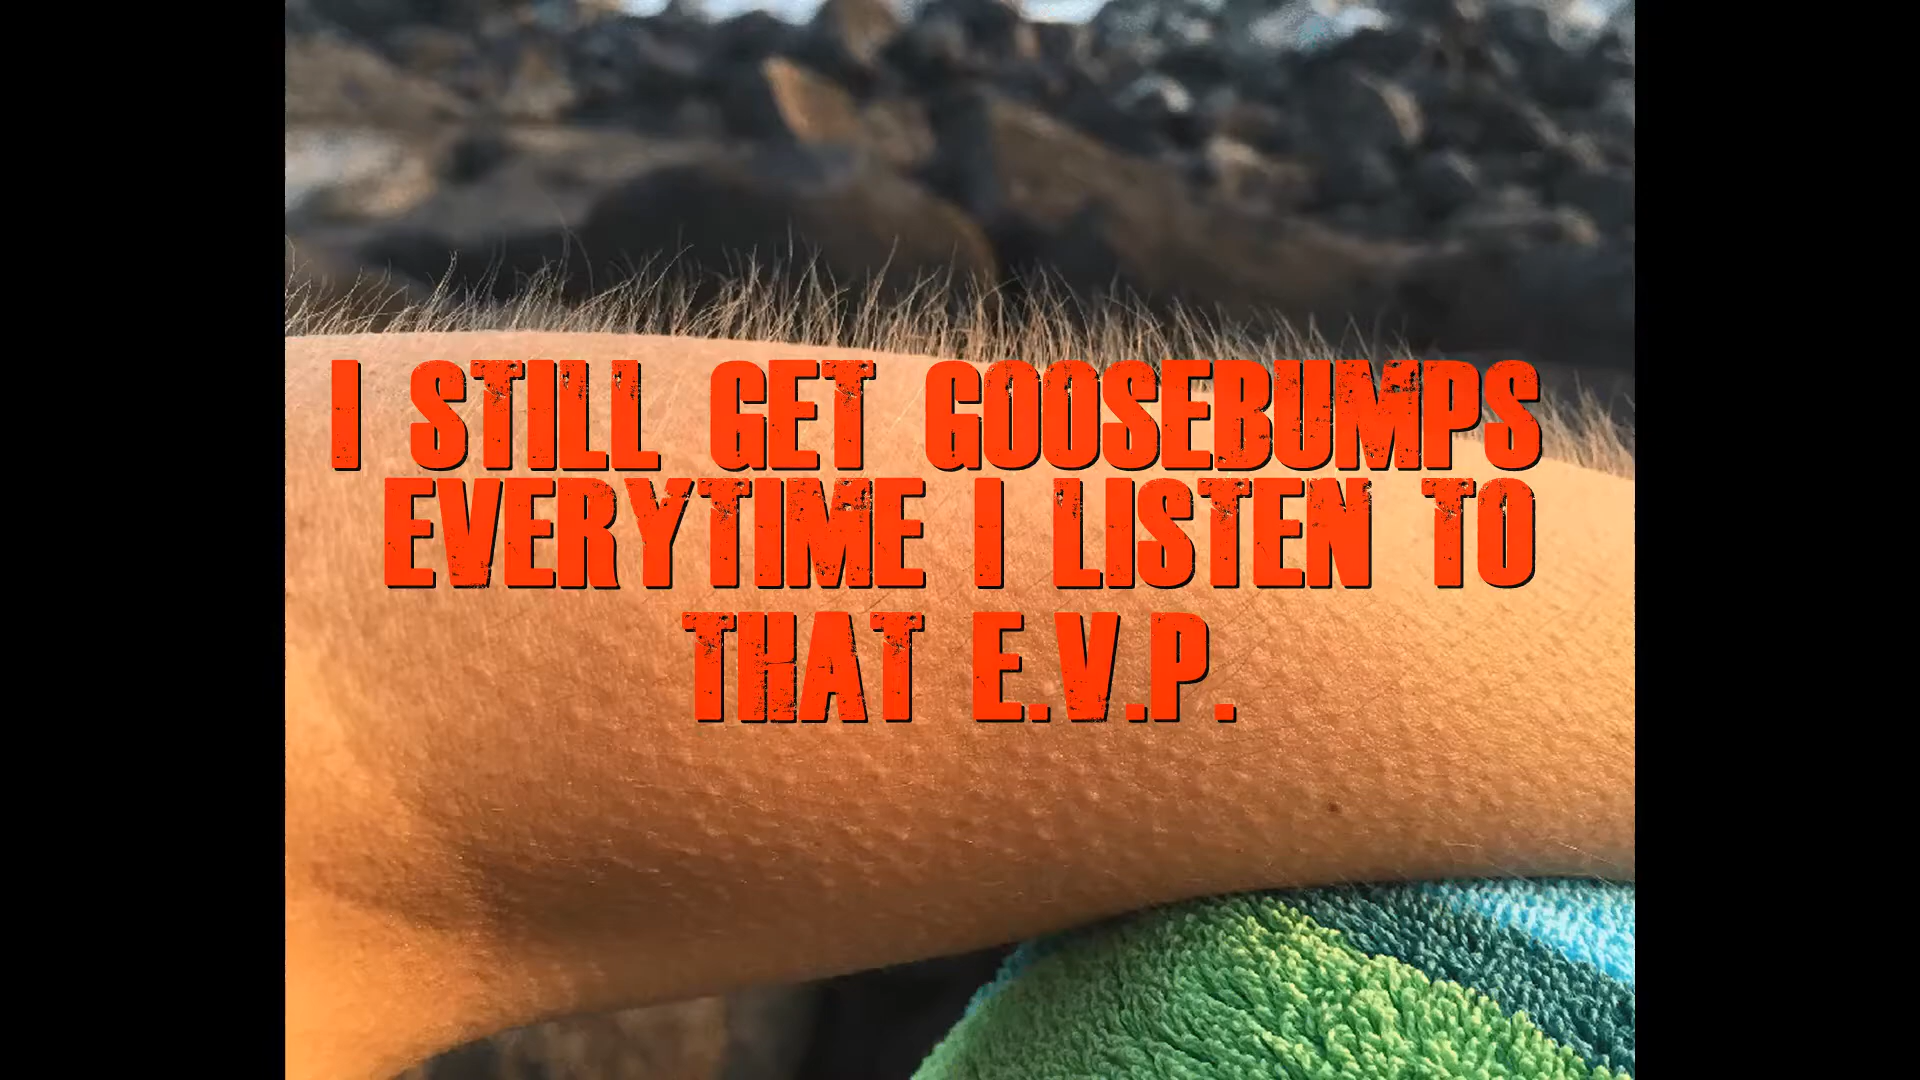 I STILL GET GOOSEBUMPS
EVERYTIME I LISTEN TO
THAT E.V.P.